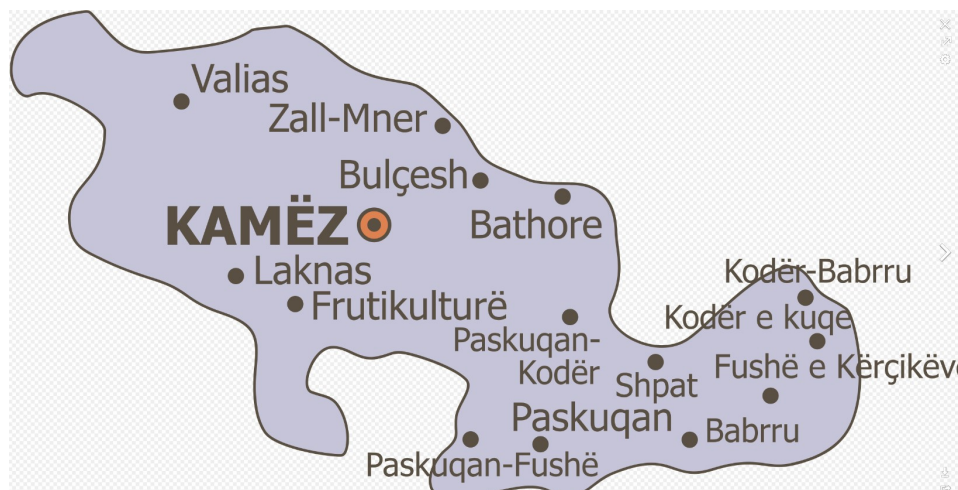 Valias
Zall-Mner
Bulçesh
KAMËZ
Bathore
Laknas
Kodër-Babrru
Frutikulturë
Kodër e kuqe
Paskuqan-
Kodër
Fushë e Kërçikëve
Shpat
Paskuqan
Babrru
Paskuqan-Fushë